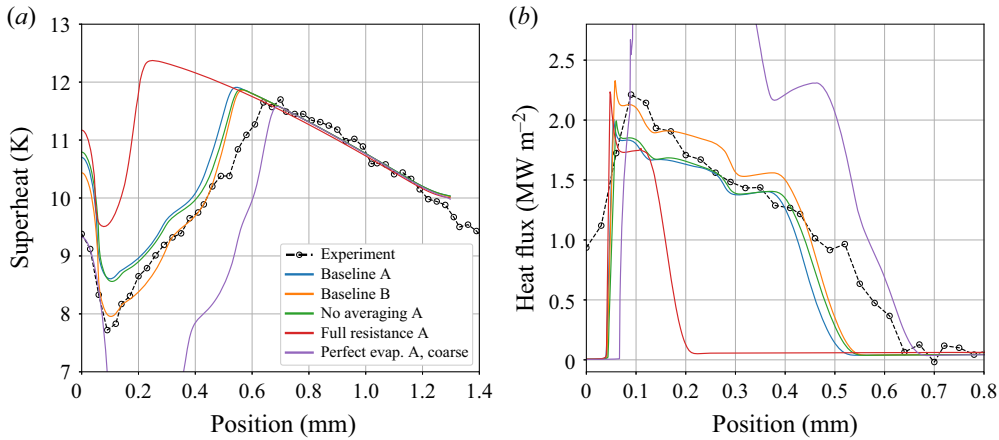 (a)
13
12
11
10
9
8
7
Superheat (K)
0
0.2
0.4
0.6
0.8
1.0
1.2
1.4
Position (mm)
Experiment
Baseline A
Baseline B
No averaging A
Full resistance A
Perfect evap. A, coarse
(b)
2.5
2.0
1.5
1.0
0.5
0
Heat flux (MW m⁻²)
0
0.1
0.2
0.3
0.4
0.5
0.6
0.7
0.8
Position (mm)